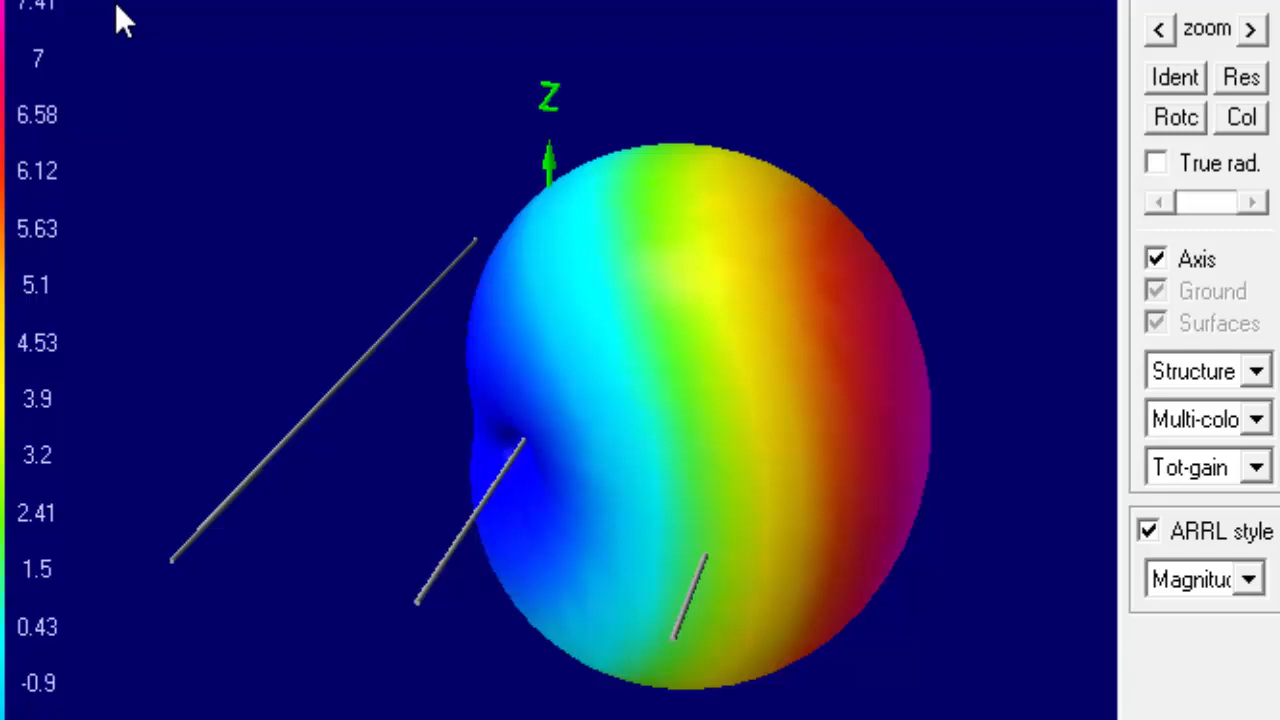 7.41
7
6.58
6.12
5.63
5.1
4.53
3.9
3.2
2.41
1.5
0.43
-0.9
Z
< zoom >
Ident Res
Rotc Col
True rad.
Axis
Ground
Surfaces
Structure
Multi-colo
Tot-gain
ARRL style
Magnituc